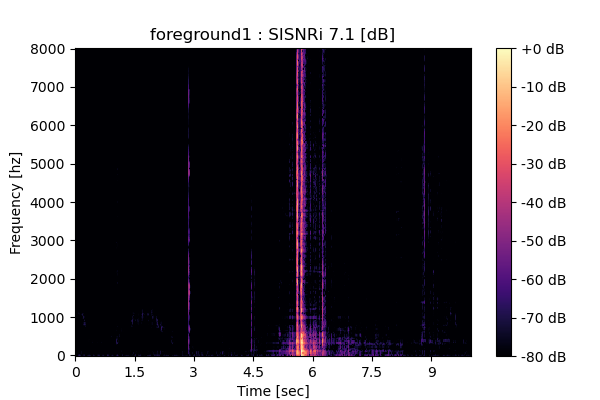 foreground1 : SISNRi 7.1 [dB]
8000
7000
6000
5000
4000
3000
2000
1000
0
Frequency [hz]
0
1.5
3
4.5
6
7.5
9
Time [sec]
+0 dB
-10 dB
-20 dB
-30 dB
-40 dB
-50 dB
-60 dB
-70 dB
-80 dB